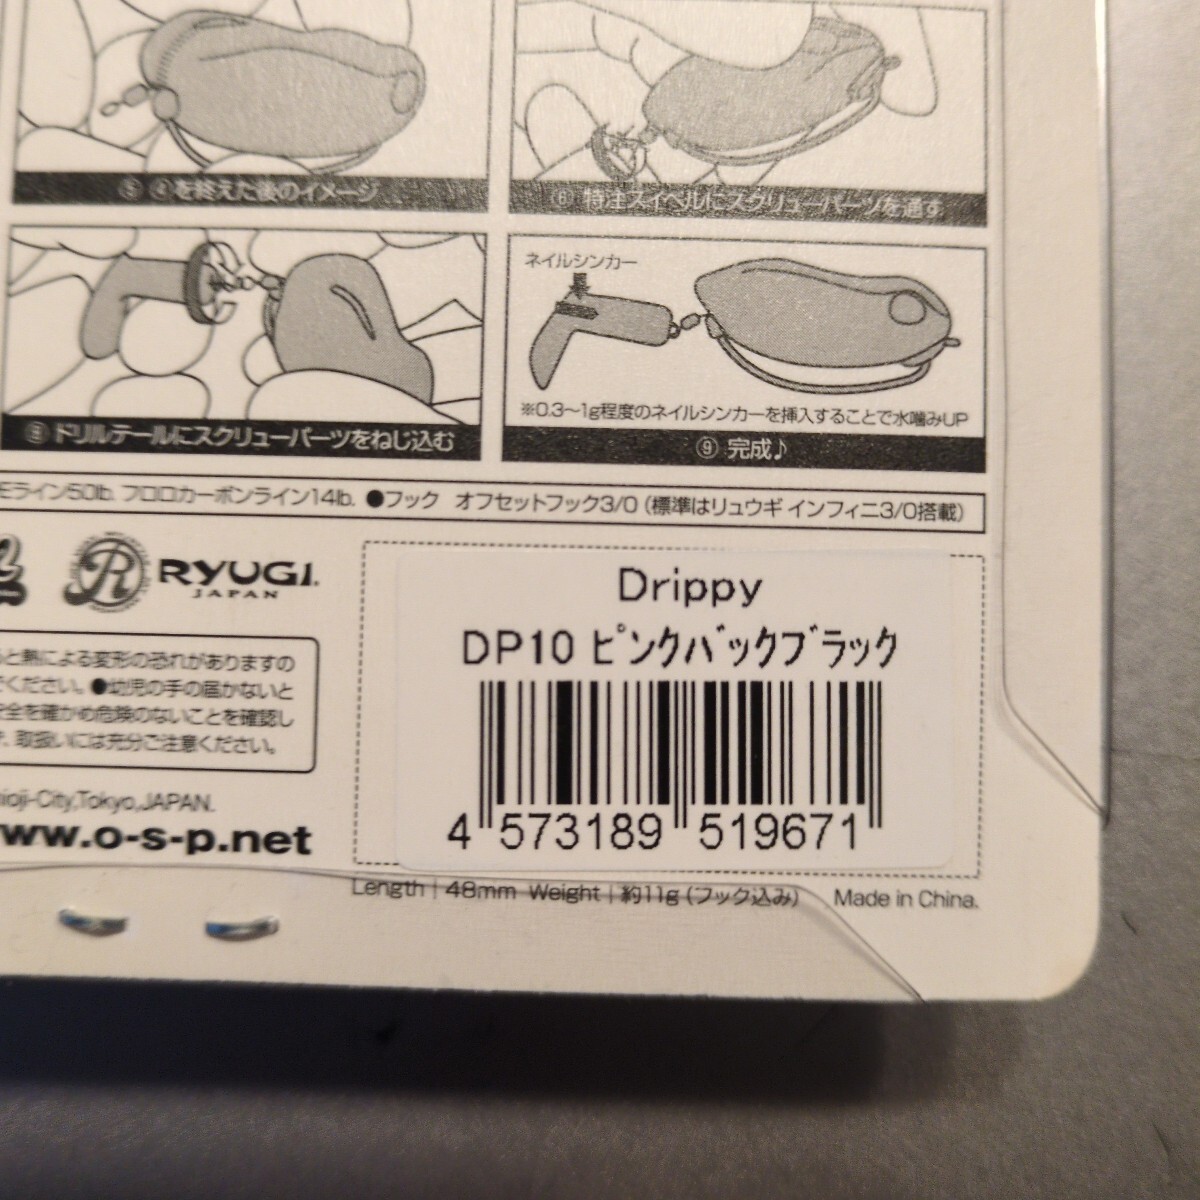 ⑤ ④を終えた後のイメージ
⑥ 特注スイベルにスクリューパーツを通す
ネイルシンカー
※0.3〜1g程度のネイルシンカーを挿入することで水噛みUP
⑧ ドリルテールにスクリューパーツをねじ込む
⑨ 完成♪
Eライン50lb. フロロカーボンライン14lb. ●フック オフセットフック3/0 (標準はリュウギ インフィニ3/0搭載)
R RYUGI
JAPAN
Drippy
DP10 ピンクバックブラック
4 573189 519671
と熱による変形の恐れがありますの
ください。●幼児の手の届かないと
安全を確かめ危険のないことを確認し
、取扱いには充分ご注意ください。
ioji-City,Tokyo,JAPAN.
ww.o-s-p.net
Length | 48mm Weight | 約11g (フック込み) Made in China.